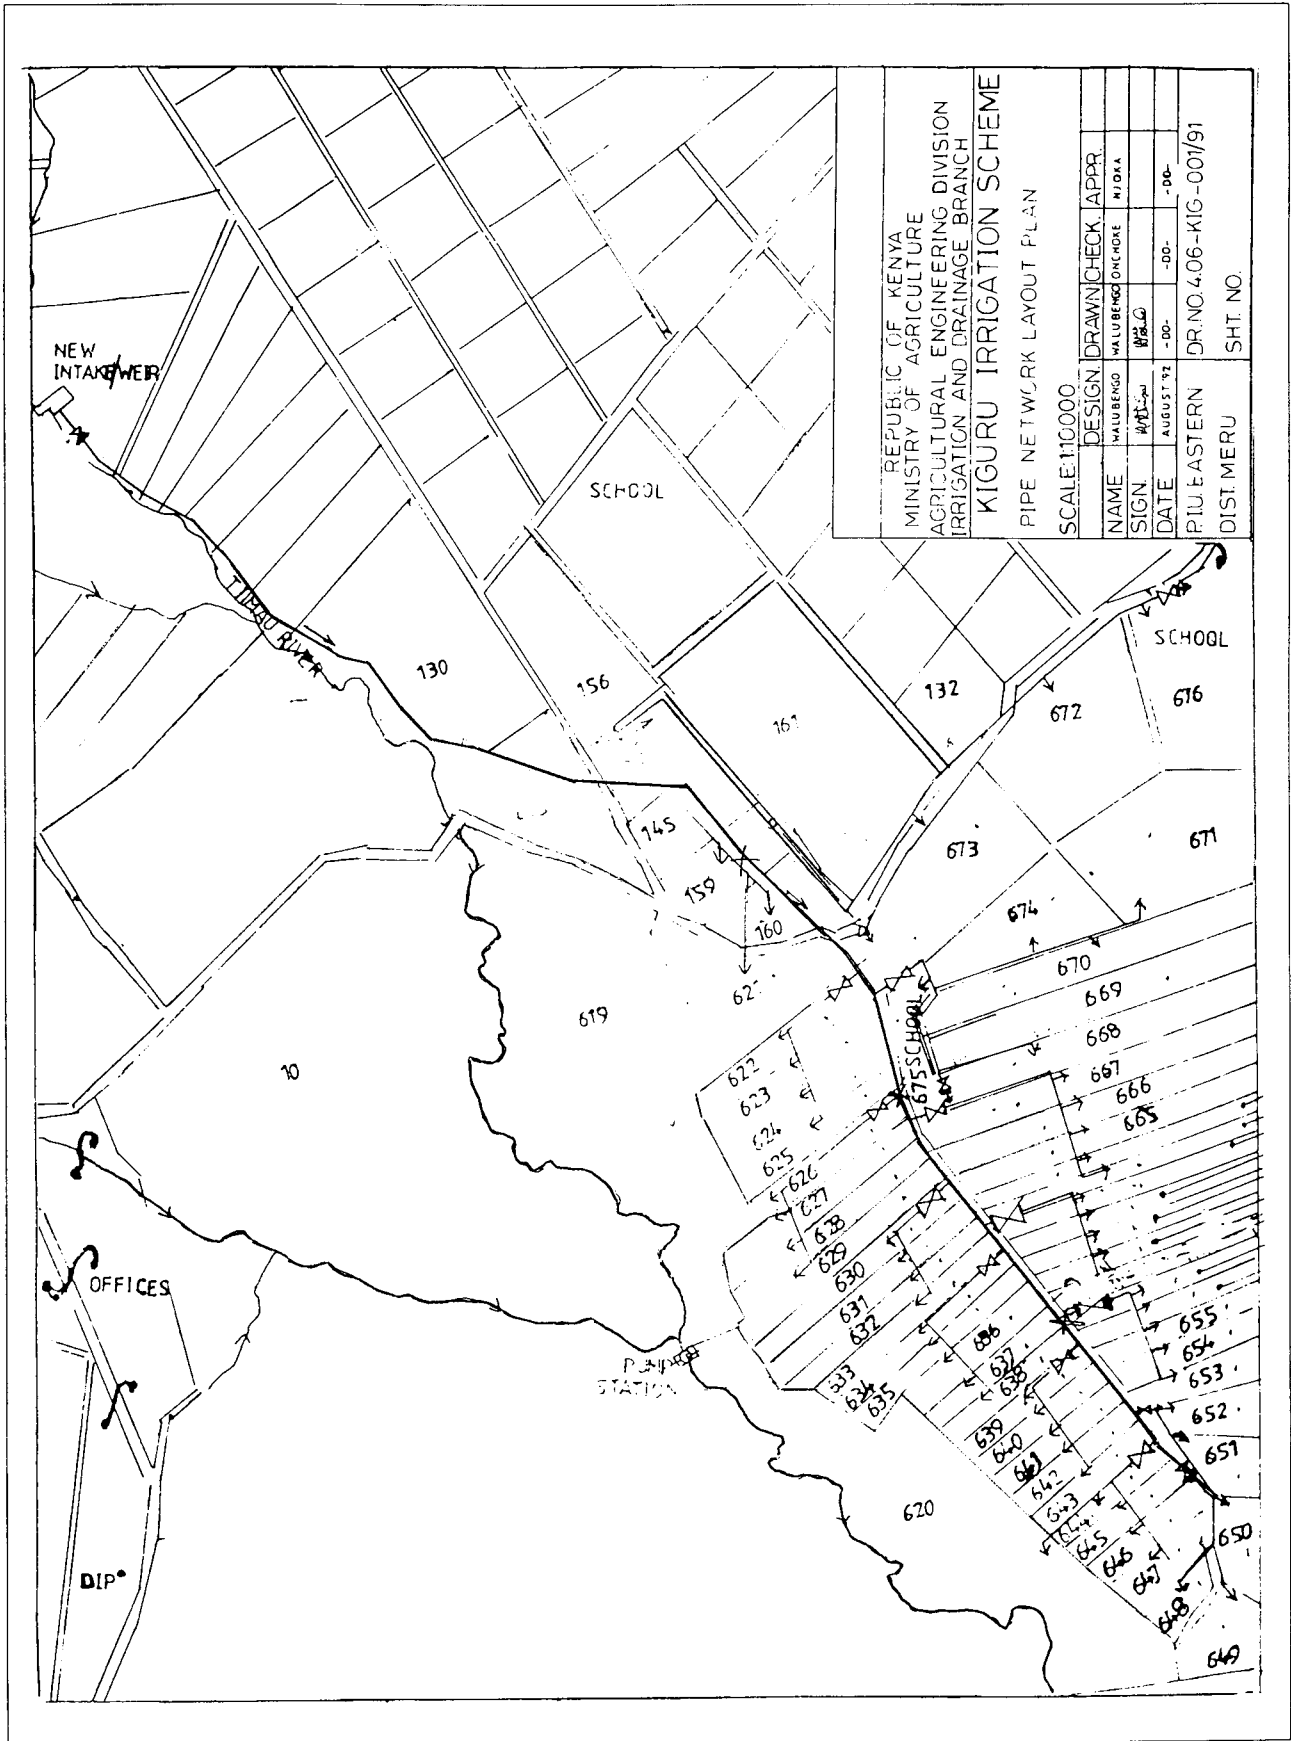 REPUBLIC OF KENYA
MINISTRY OF AGRICULTURE
AGRICULTURAL ENGINEERING DIVISION
IRRIGATION AND DRAINAGE BRANCH
KIGURU IRRIGATION SCHEME
PIPE NETWORK LAYOUT PLAN
SCALE:1:10000
DESIGN. DRAWN CHECK. APPR.
NAME WALUBENGO WALUBENGO ONCHOKE NJOKA
SIGN.
DATE AUGUST 92 -DO- -DO- -DO-
P.I.U. EASTERN DR.NO.4.06-KIG-001/91
DIST. MERU SHT. NO.
NEW
INTAKE/WEIR
SCHOOL
TIMAU RIVER
130
156
161
132
672
SCHOOL
676
145
159
160
673
671
674
670
669
668
667
666
665
675 SCHOOL
619
10
622
623
624
625
626
627
628
629
630
631
632
633
634
635
636
637
638
639
640
641
642
643
644
645
646
647
648
649
650
651
652
653
654
655
620
OFFICES
PUMP
STATION
DIP